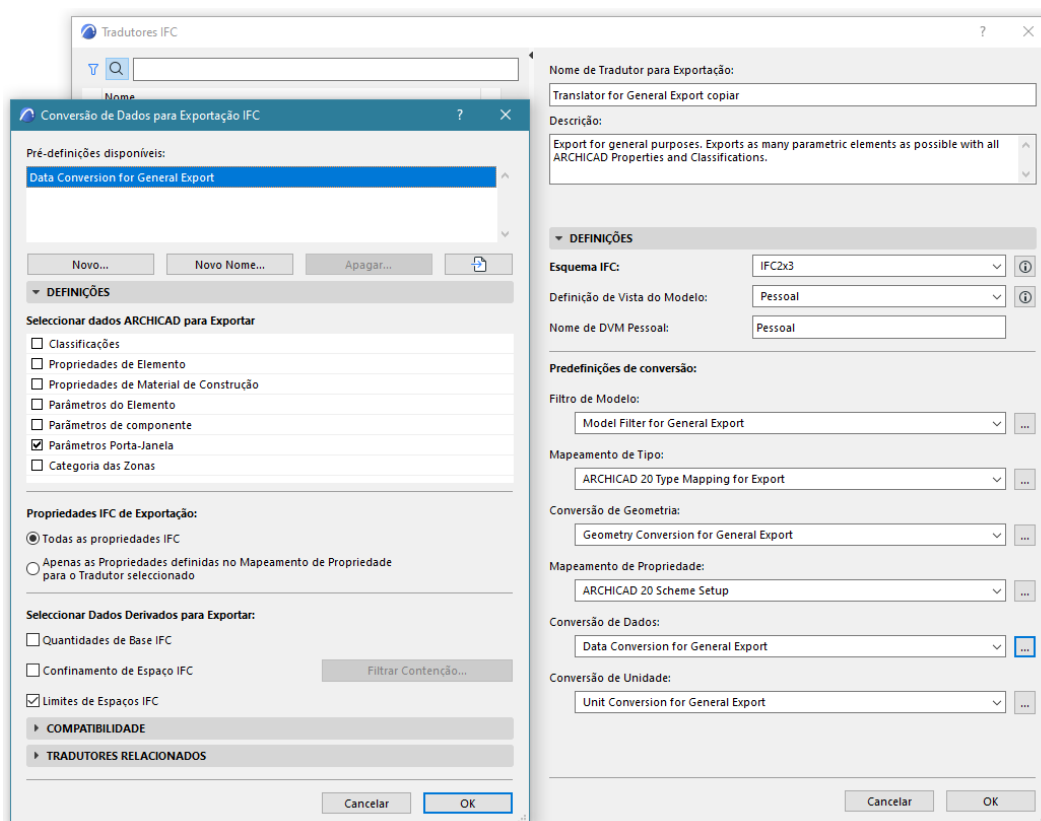 Tradutores IFC
?
Nome
Nome de Tradutor para Exportação:
Translator for General Export copiar
Descrição:
Export for general purposes. Exports as many parametric elements as possible with all
ARCHICAD Properties and Classifications.
DEFINIÇÕES
Esquema IFC:
IFC2x3
Definição de Vista do Modelo:
Pessoal
Nome de DVM Pessoal:
Pessoal
Predefinições de conversão:
Filtro de Modelo:
Model Filter for General Export
...
Mapeamento de Tipo:
ARCHICAD 20 Type Mapping for Export
...
Conversão de Geometria:
Geometry Conversion for General Export
...
Mapeamento de Propriedade:
ARCHICAD 20 Scheme Setup
...
Conversão de Dados:
Data Conversion for General Export
...
Conversão de Unidade:
Unit Conversion for General Export
...
Cancelar
OK
Conversão de Dados para Exportação IFC
?
Pré-definições disponíveis:
Data Conversion for General Export
Novo...
Novo Nome...
Apagar...
DEFINIÇÕES
Seleccionar dados ARCHICAD para Exportar
Classificações
Propriedades de Elemento
Propriedades de Material de Construção
Parâmetros do Elemento
Parâmetros de componente
Parâmetros Porta-Janela
Categoria das Zonas
Propriedades IFC de Exportação:
Todas as propriedades IFC
Apenas as Propriedades definidas no Mapeamento de Propriedade
para o Tradutor seleccionado
Seleccionar Dados Derivados para Exportar:
Quantidades de Base IFC
Confinamento de Espaço IFC
Filtrar Contenção...
Limites de Espaços IFC
COMPATIBILIDADE
TRADUTORES RELACIONADOS
Cancelar
OK